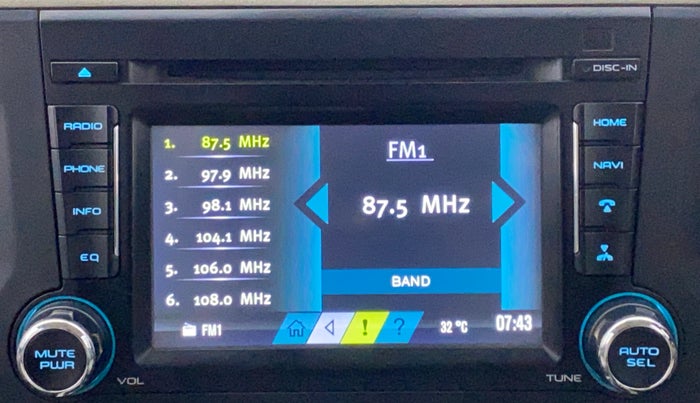 DISC-IN
RADIO
PHONE
INFO
EQ
MUTE
PWR
VOL
1. 87.5 MHz
2. 97.9 MHz
3. 98.1 MHz
4. 104.1 MHz
5. 106.0 MHz
6. 108.0 MHz
FM1
87.5 MHz
BAND
FM1
! ?
32 °C
07:43
HOME
NAVI
TUNE
AUTO
SEL